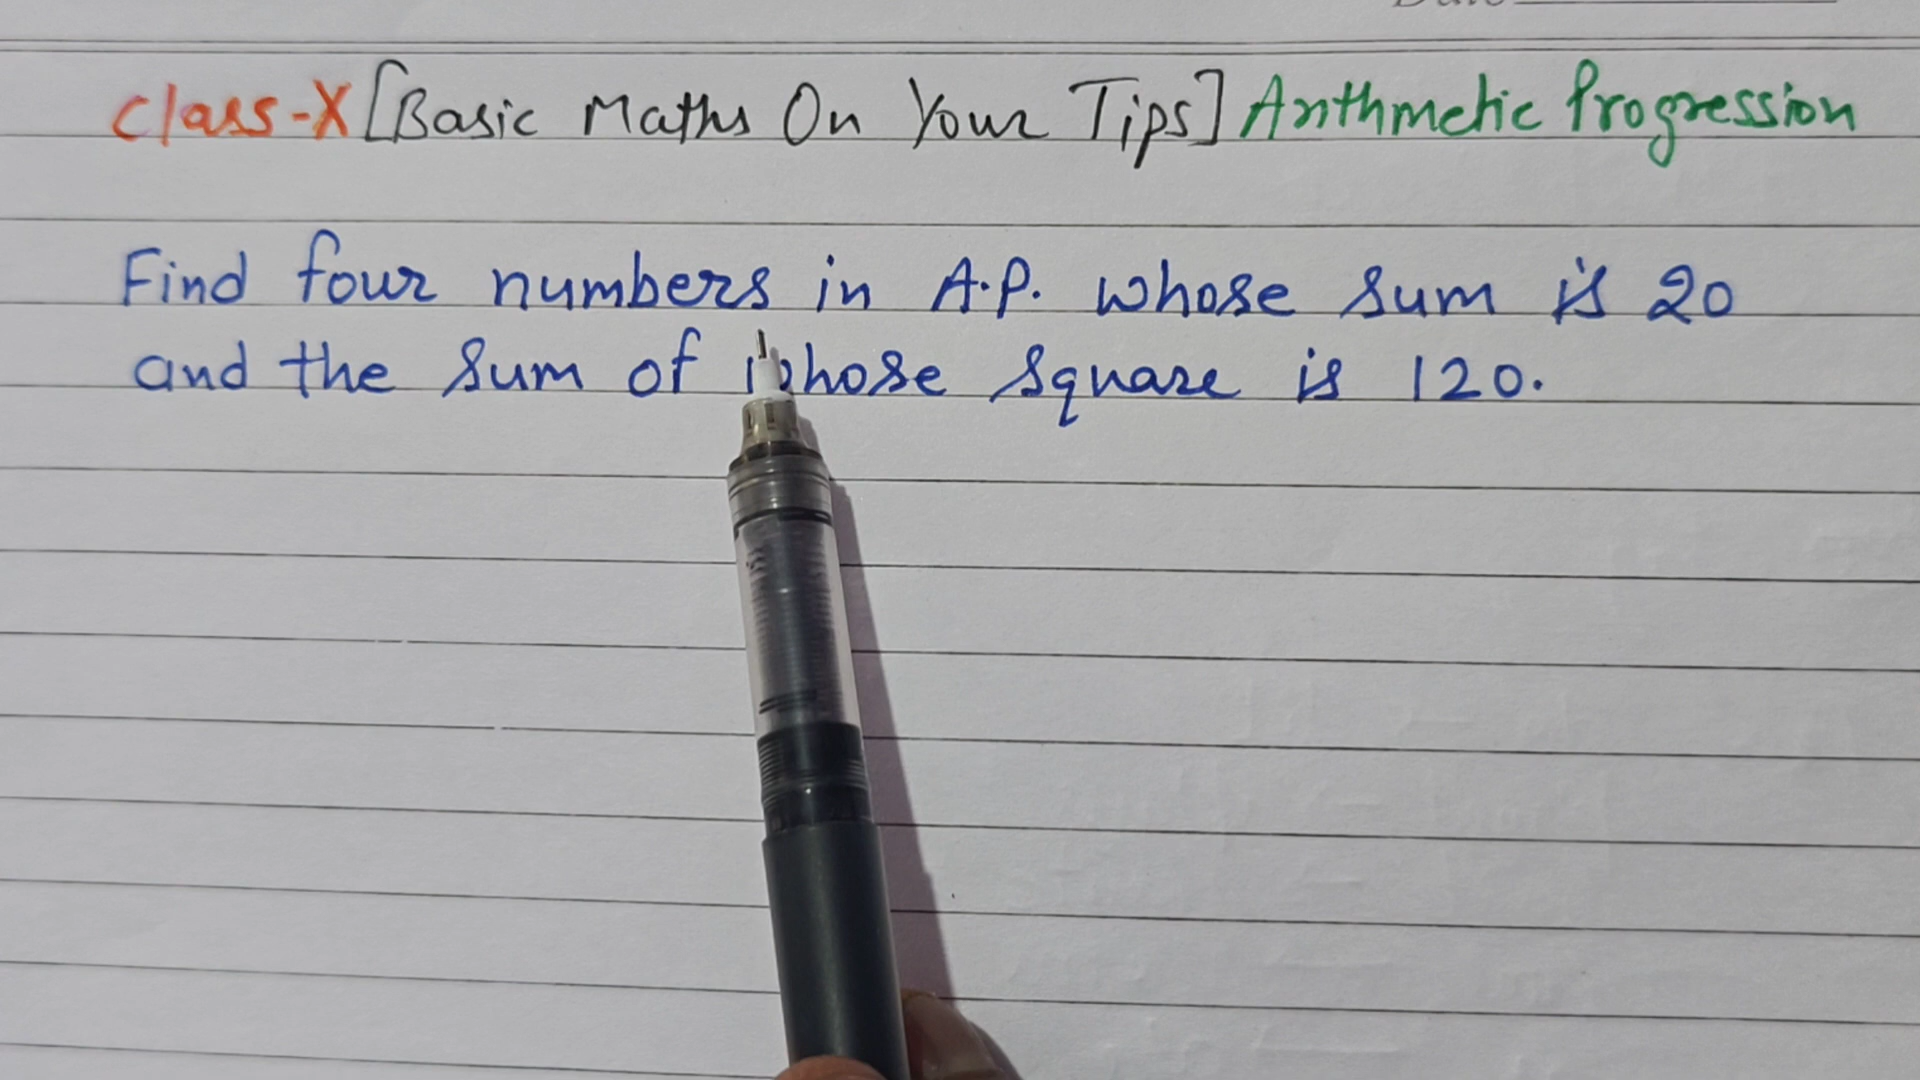 Class-X [Basic Maths On Your Tips] Arithmetic Progression
Find four numbers in A.P. whose sum is 20
and the sum of whose square is 120.